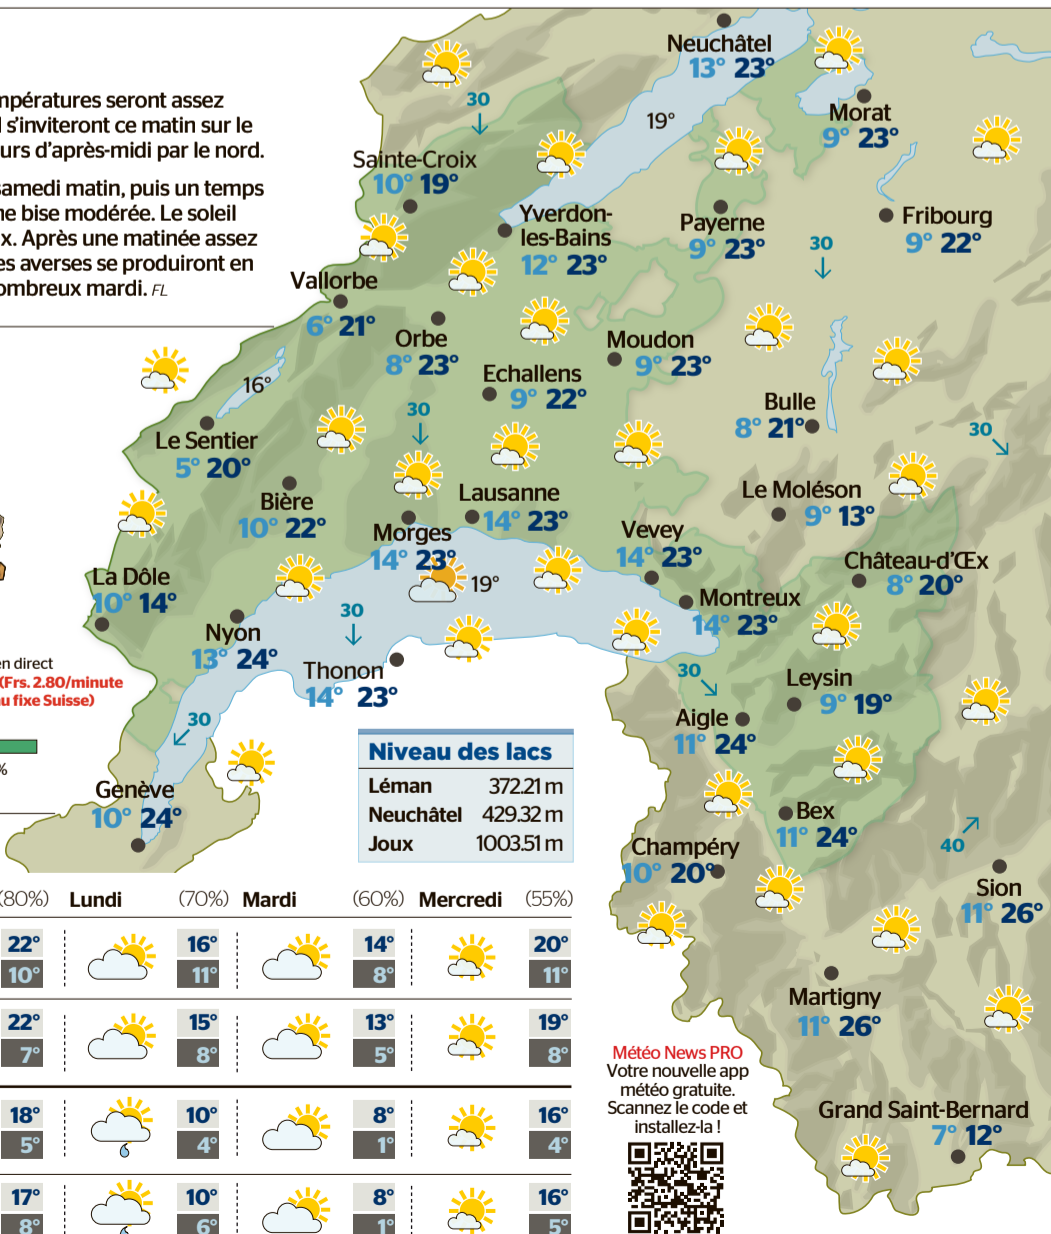 mpératures seront assez
s'inviteront ce matin sur le
urs d'après-midi par le nord.
samedi matin, puis un temps
ne bise modérée. Le soleil
x. Après une matinée assez
es averses se produiront en
ombreux mardi. FL
Neuchâtel
13° 23°
30
19°
Morat
9° 23°
Sainte-Croix
10° 19°
Yverdon-
les-Bains
12° 23°
Payerne
9° 23°
Fribourg
9° 22°
30
Vallorbe
6° 21°
Orbe
8° 23°
Moudon
9° 23°
Echallens
9° 22°
16°
Bulle
8° 21°
30
30
Le Sentier
5° 20°
Bière
10° 22°
Lausanne
14° 23°
Morges
14° 23°
Le Moléson
9° 13°
Vevey
14° 23°
Château-d'Œx
8° 20°
La Dôle
10° 14°
19°
Montreux
14° 23°
30
Nyon
13° 24°
Thonon
14° 23°
30
Leysin
9° 19°
Aigle
11° 24°
30
en direct
(Frs. 2.80/minute
au fixe Suisse)
%
Genève
10° 24°
Niveau des lacs
Léman 372.21 m
Neuchâtel 429.32 m
Joux 1003.51 m
Bex
11° 24°
40
Champéry
10° 20°
Sion
11° 26°
Martigny
11° 26°
Grand Saint-Bernard
7° 12°
(80%) Lundi (70%) Mardi (60%) Mercredi (55%)
22° 16° 14° 20°
10° 11° 8° 11°
22° 15° 13° 19°
7° 8° 5° 8°
18° 10° 8° 16°
5° 4° 1° 4°
17° 10° 8° 16°
8° 6° 1° 5°
Météo News PRO
Votre nouvelle app
météo gratuite.
Scannez le code et
installez-la !